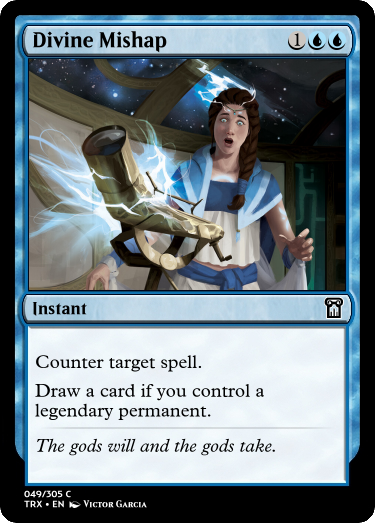 Divine Mishap 1
Instant
Counter target spell.
Draw a card if you control a
legendary permanent.
The gods will and the gods take.
049/305 C
TRX • EN Victor Garcia